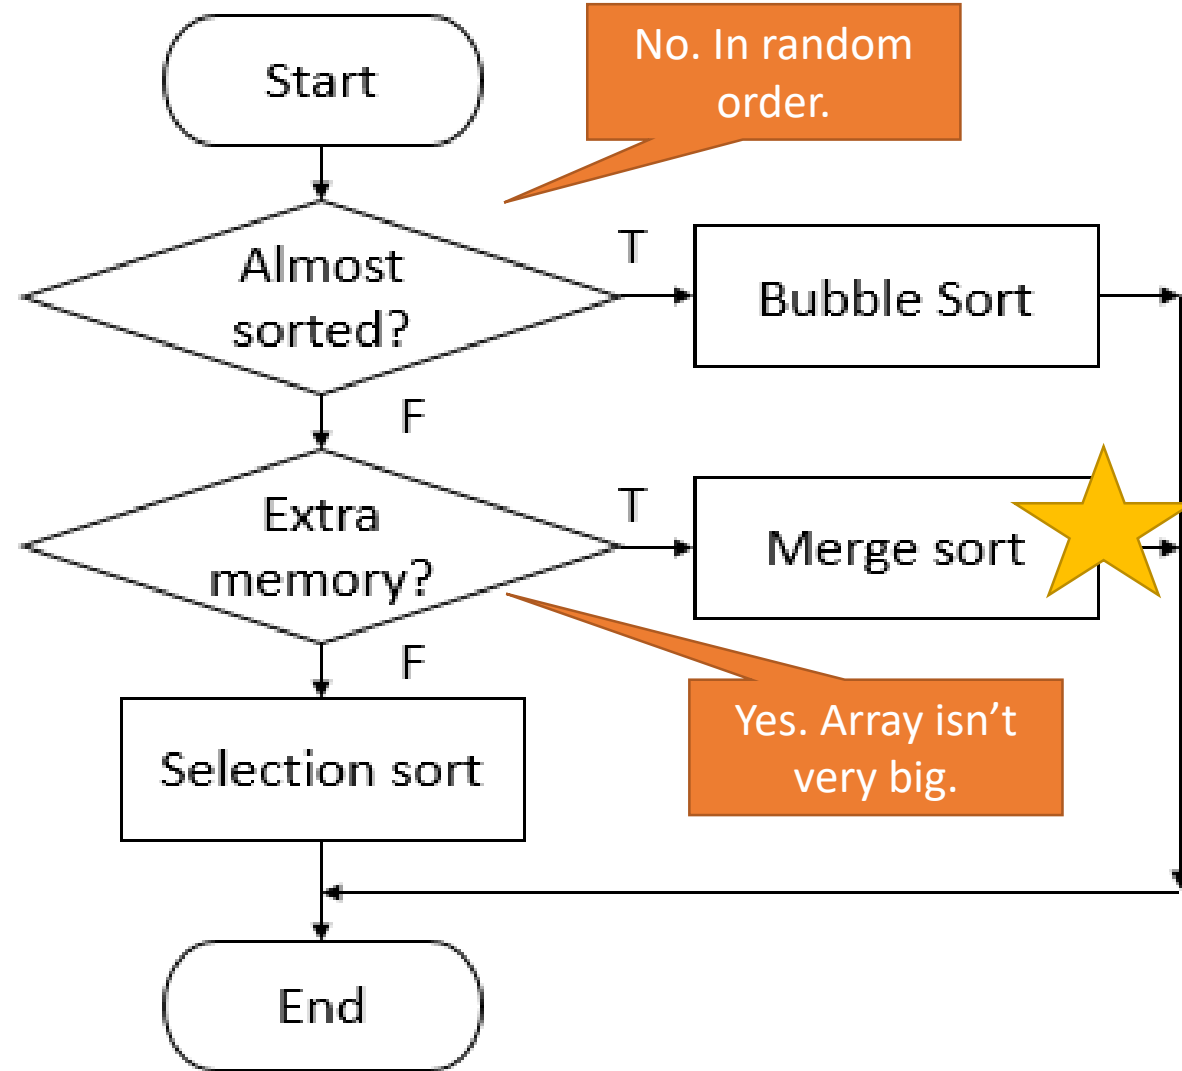 Start
No. In random
order.
Almost
sorted?
T
Bubble Sort
F
Extra
memory?
T
Merge sort
F
Yes. Array isn’t
very big.
Selection sort
End